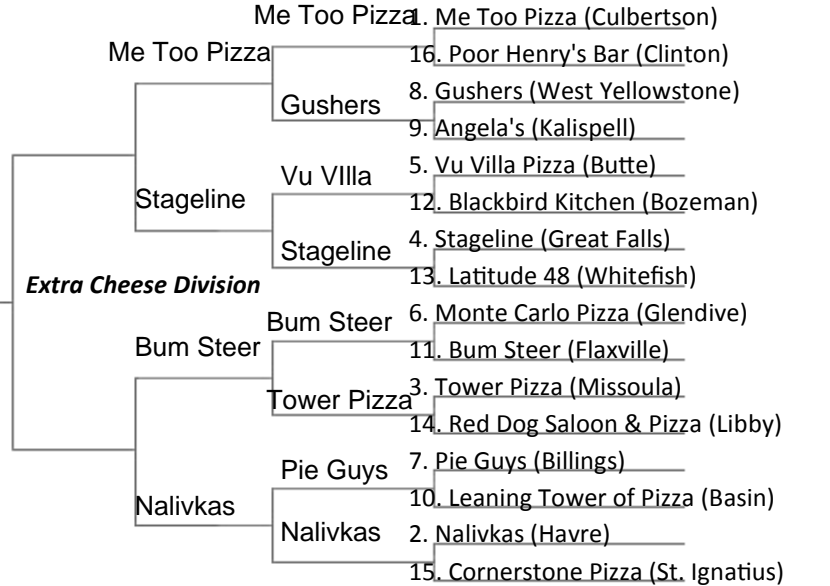 Me Too Pizza
1. Me Too Pizza (Culbertson)
Me Too Pizza
16. Poor Henry's Bar (Clinton)
8. Gushers (West Yellowstone)
Gushers
9. Angela's (Kalispell)
5. Vu Villa Pizza (Butte)
Vu VIlla
Stageline
12. Blackbird Kitchen (Bozeman)
4. Stageline (Great Falls)
Stageline
13. Latitude 48 (Whitefish)
Extra Cheese Division
6. Monte Carlo Pizza (Glendive)
Bum Steer
Bum Steer
11. Bum Steer (Flaxville)
3. Tower Pizza (Missoula)
Tower Pizza
14. Red Dog Saloon & Pizza (Libby)
7. Pie Guys (Billings)
Pie Guys
10. Leaning Tower of Pizza (Basin)
Nalivkas
2. Nalivkas (Havre)
Nalivkas
15. Cornerstone Pizza (St. Ignatius)